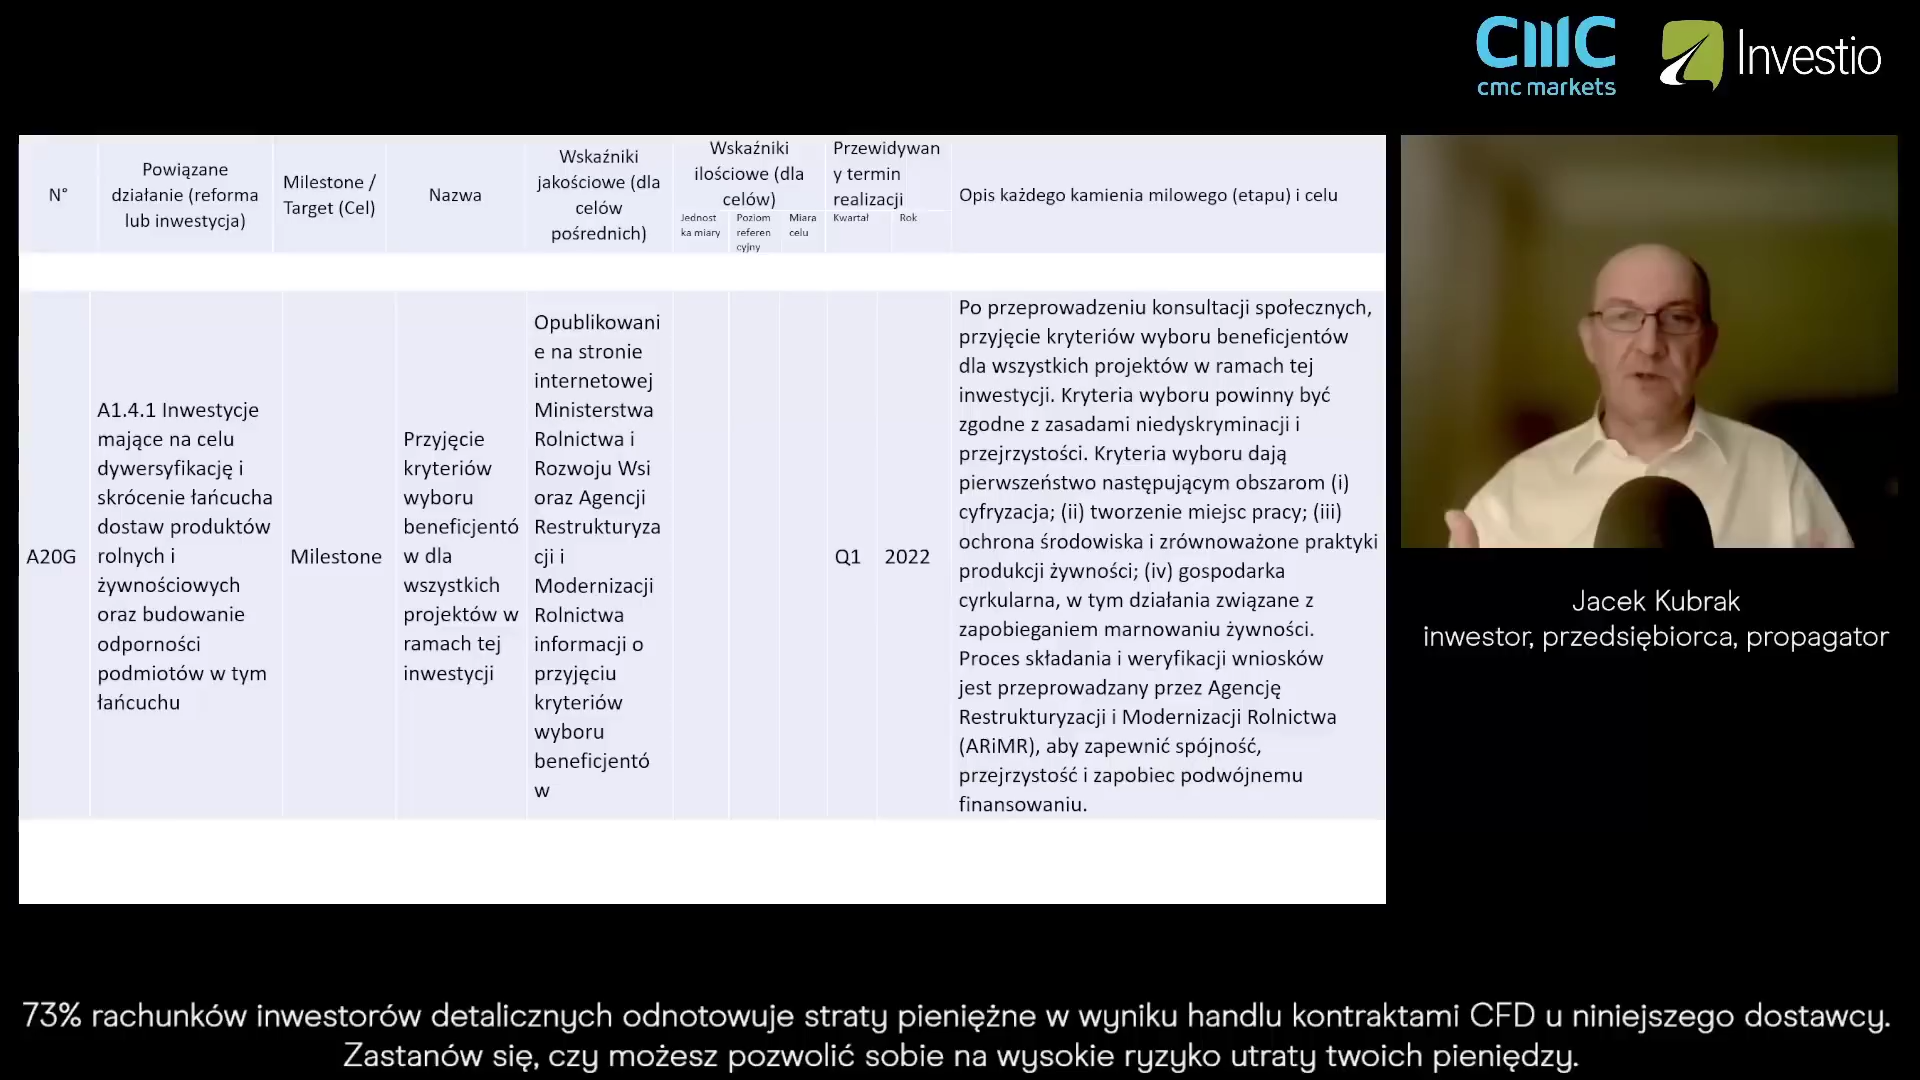 cmc
cmc markets
Investio
N°
Powiązane
działanie (reforma
lub inwestycja)
Milestone /
Target (Cel)
Nazwa
Wskaźniki
jakościowe (dla
celów
pośrednich)
Wskaźniki
ilościowe (dla
celów)
Jednost
ka miary
Poziom
referen
cyjny
Miara
celu
Przewidywan
y termin
realizacji
Kwartał
Rok
Opis każdego kamienia milowego (etapu) i celu
A20G
A1.4.1 Inwestycje
mające na celu
dywersyfikację i
skrócenie łańcucha
dostaw produktów
rolnych i
żywnościowych
oraz budowanie
odporności
podmiotów w tym
łańcuchu
Milestone
Przyjęcie
kryteriów
wyboru
beneficjentó
w dla
wszystkich
projektów w
ramach tej
inwestycji
Opublikowani
e na stronie
internetowej
Ministerstwa
Rolnictwa i
Rozwoju Wsi
oraz Agencji
Restrukturyza
cji i
Modernizacji
Rolnictwa
informacji o
przyjęciu
kryteriów
wyboru
beneficjentó
w
Q1
2022
Po przeprowadzeniu konsultacji społecznych,
przyjęcie kryteriów wyboru beneficjentów
dla wszystkich projektów w ramach tej
inwestycji. Kryteria wyboru powinny być
zgodne z zasadami niedyskryminacji i
przejrzystości. Kryteria wyboru dają
pierwszeństwo następującym obszarom (i)
cyfryzacja; (ii) tworzenie miejsc pracy; (iii)
ochrona środowiska i zrównoważone praktyki
produkcji żywności; (iv) gospodarka
cyrkularna, w tym działania związane z
zapobieganiem marnowaniu żywności.
Proces składania i weryfikacji wniosków
jest przeprowadzany przez Agencję
Restrukturyzacji i Modernizacji Rolnictwa
(ARiMR), aby zapewnić spójność,
przejrzystość i zapobiec podwójnemu
finansowaniu.
Jacek Kubrak
inwestor, przedsiębiorca, propagator
73% rachunków inwestorów detalicznych odnotowuje straty pieniężne w wyniku handlu kontraktami CFD u niniejszego dostawcy.
Zastanów się, czy możesz pozwolić sobie na wysokie ryzyko utraty twoich pieniędzy.